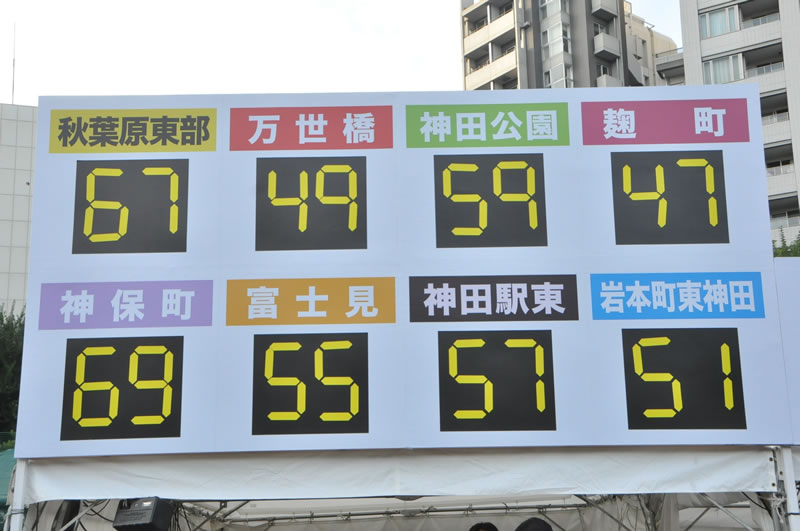 秋葉原東部 万世橋 神田公園 麹町
67 49 59 47
神保町 富士見 神田駅東 岩本町東神田
69 55 57 51